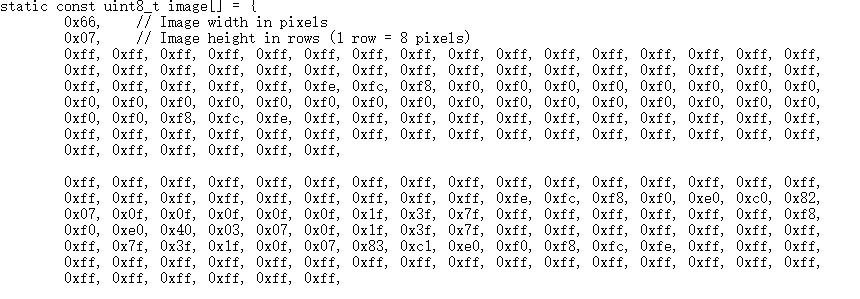 static const uint8_t image[] = {
0x66, // Image width in pixels
0x07, // Image height in rows (1 row = 8 pixels)
0xff, 0xff, 0xff, 0xff, 0xff, 0xff, 0xff, 0xff, 0xff, 0xff, 0xff, 0xff, 0xff, 0xff, 0xff, 0xff,
0xff, 0xff, 0xff, 0xff, 0xff, 0xff, 0xff, 0xff, 0xff, 0xff, 0xff, 0xff, 0xff, 0xff, 0xff, 0xff,
0xff, 0xff, 0xff, 0xff, 0xff, 0xfe, 0xfc, 0xf8, 0xf0, 0xf0, 0xf0, 0xf0, 0xf0, 0xf0, 0xf0, 0xf0,
0xf0, 0xf0, 0xf0, 0xf0, 0xf0, 0xf0, 0xf0, 0xf0, 0xf0, 0xf0, 0xf0, 0xf0, 0xf0, 0xf0, 0xf0, 0xf0,
0xf0, 0xf0, 0xf8, 0xfc, 0xfe, 0xff, 0xff, 0xff, 0xff, 0xff, 0xff, 0xff, 0xff, 0xff, 0xff, 0xff,
0xff, 0xff, 0xff, 0xff, 0xff, 0xff, 0xff, 0xff, 0xff, 0xff, 0xff, 0xff, 0xff, 0xff, 0xff, 0xff,
0xff, 0xff, 0xff, 0xff, 0xff, 0xff,
0xff, 0xff, 0xff, 0xff, 0xff, 0xff, 0xff, 0xff, 0xff, 0xff, 0xff, 0xff, 0xff, 0xff, 0xff, 0xff,
0xff, 0xff, 0xff, 0xff, 0xff, 0xff, 0xff, 0xff, 0xff, 0xfe, 0xfc, 0xf8, 0xf0, 0xe0, 0xc0, 0x82,
0x07, 0x0f, 0x0f, 0x0f, 0x0f, 0x0f, 0x1f, 0x3f, 0x7f, 0xff, 0xff, 0xff, 0xff, 0xff, 0xff, 0xf8,
0xf0, 0xe0, 0x40, 0x03, 0x07, 0x0f, 0x1f, 0x3f, 0x7f, 0xff, 0xff, 0xff, 0xff, 0xff, 0xff, 0xff,
0xff, 0x7f, 0x3f, 0x1f, 0x0f, 0x07, 0x83, 0xc1, 0xe0, 0xf0, 0xf8, 0xfc, 0xfe, 0xff, 0xff, 0xff,
0xff, 0xff, 0xff, 0xff, 0xff, 0xff, 0xff, 0xff, 0xff, 0xff, 0xff, 0xff, 0xff, 0xff, 0xff, 0xff,
0xff, 0xff, 0xff, 0xff, 0xff, 0xff,